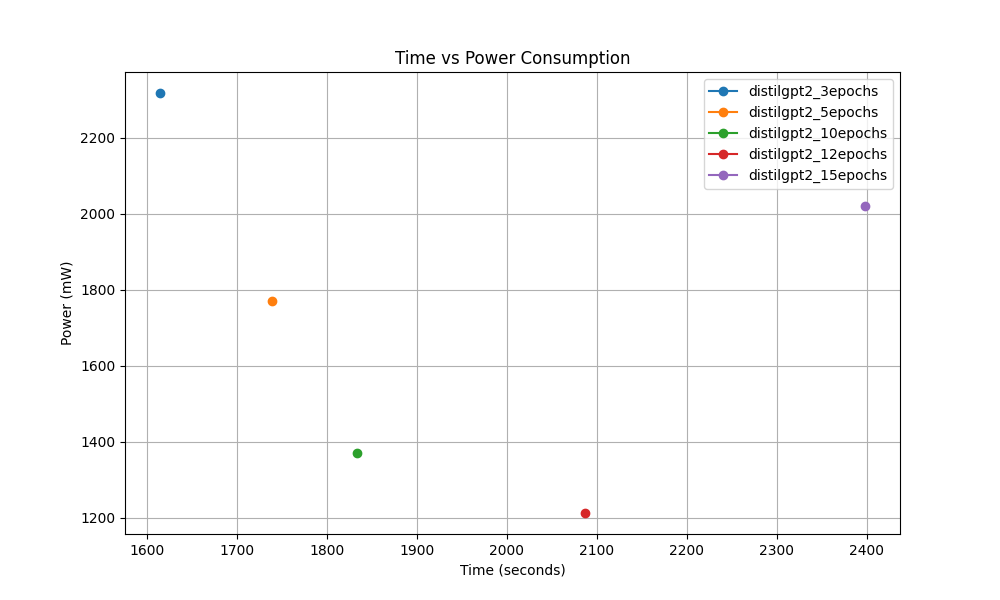 Time vs Power Consumption
distilgpt2_3epochs
distilgpt2_5epochs
distilgpt2_10epochs
distilgpt2_12epochs
distilgpt2_15epochs
Power (mW)
2200
2000
1800
1600
1400
1200
1600 1700 1800 1900 2000 2100 2200 2300 2400
Time (seconds)